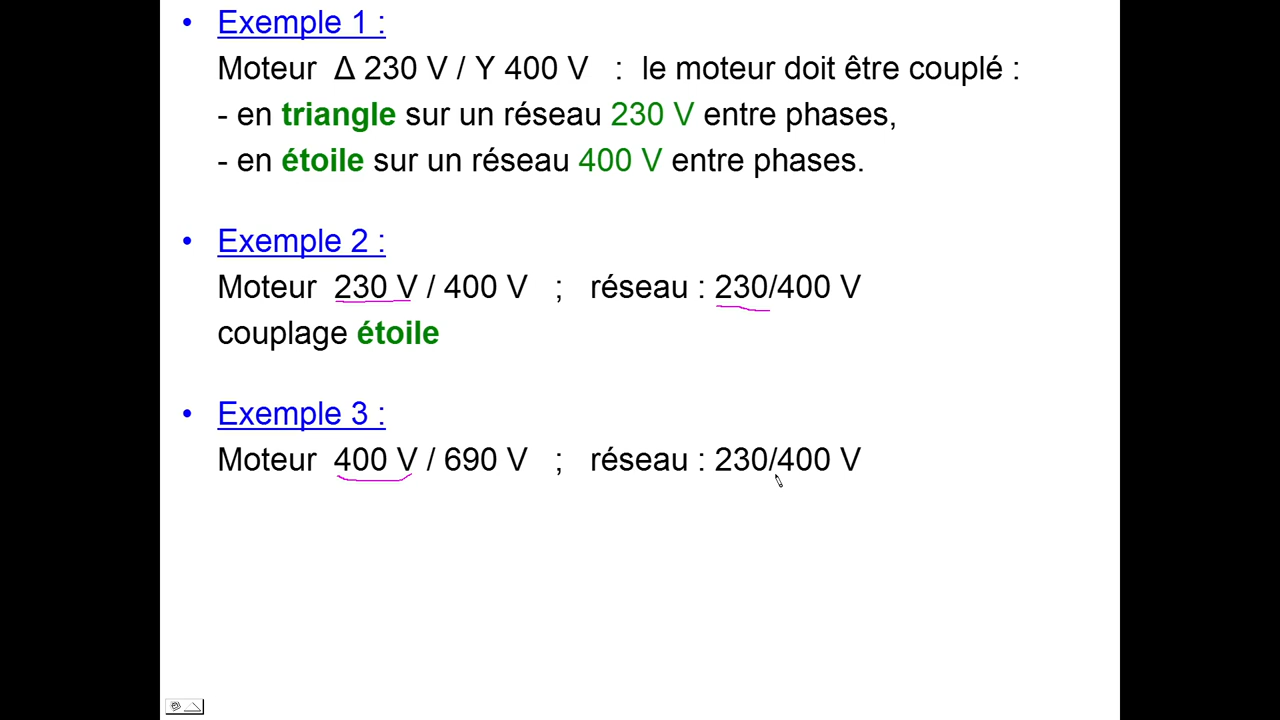 • Exemple 1 :
Moteur Δ 230 V / Y 400 V : le moteur doit être couplé :
- en triangle sur un réseau 230 V entre phases,
- en étoile sur un réseau 400 V entre phases.
• Exemple 2 :
Moteur 230 V / 400 V ; réseau : 230/400 V
couplage étoile
• Exemple 3 :
Moteur 400 V / 690 V ; réseau : 230/400 V